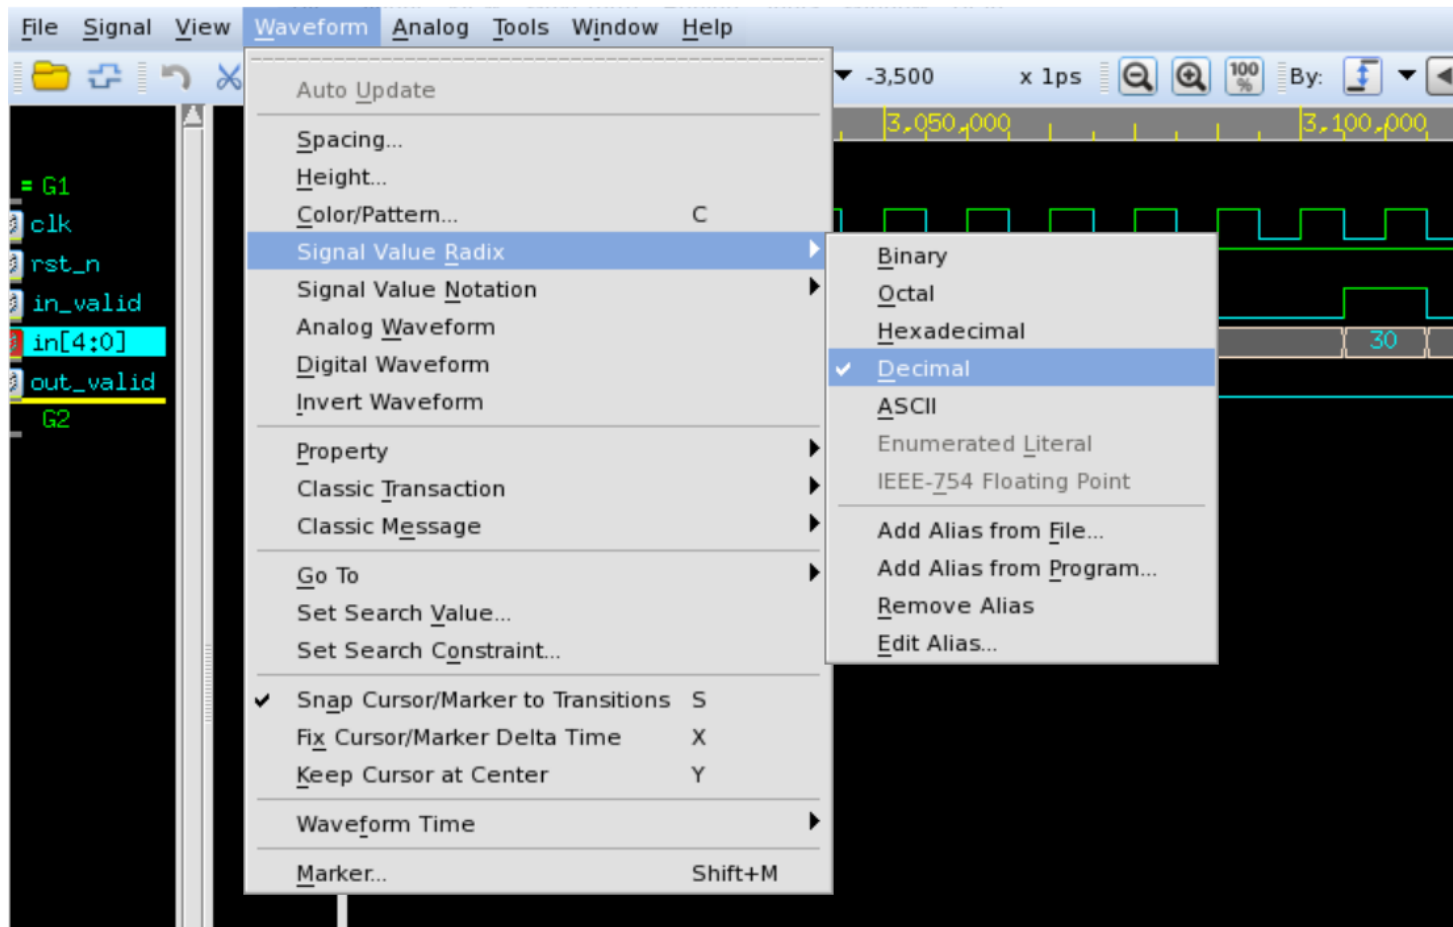 File Signal View Waveform Analog Tools Window Help
-3,500 x 1ps 100 % By:
Auto Update
3,050,000 3,100,000
Spacing...
Height...
= G1
Color/Pattern... C
clk
Signal Value Radix
Binary
rst_n
Signal Value Notation
Octal
in_valid
Analog Waveform
Hexadecimal
in[4:0]
30
Digital Waveform
Decimal
out_valid
Invert Waveform
ASCII
G2
Enumerated Literal
Property
IEEE-754 Floating Point
Classic Transaction
Classic Message
Add Alias from File...
Go To
Add Alias from Program...
Set Search Value...
Remove Alias
Set Search Constraint...
Edit Alias...
Snap Cursor/Marker to Transitions S
Fix Cursor/Marker Delta Time X
Keep Cursor at Center Y
Waveform Time
Marker... Shift+M